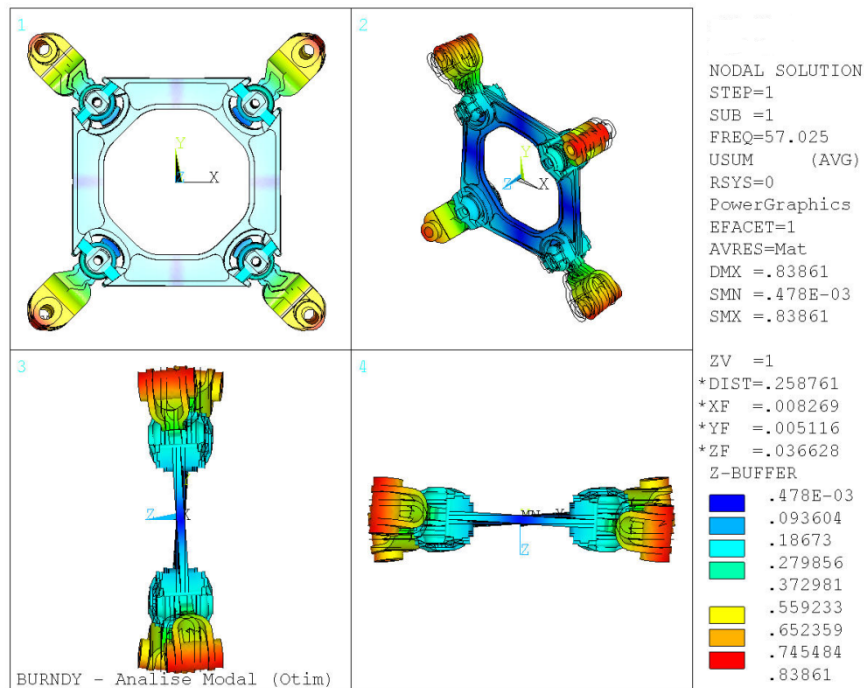 1
Y
Z
X
2
Y
Z
X
3
Z
X
BURNDY - Analise Modal (Otim)
4
MN
Y
Z
NODAL SOLUTION
STEP=1
SUB =1
FREQ=57.025
USUM (AVG)
RSYS=0
PowerGraphics
EFACET=1
AVRES=Mat
DMX =.83861
SMN =.478E-03
SMX =.83861
ZV =1
*DIST=.258761
*XF =.008269
*YF =.005116
*ZF =.036628
Z-BUFFER
.478E-03
.093604
.18673
.279856
.372981
.559233
.652359
.745484
.83861